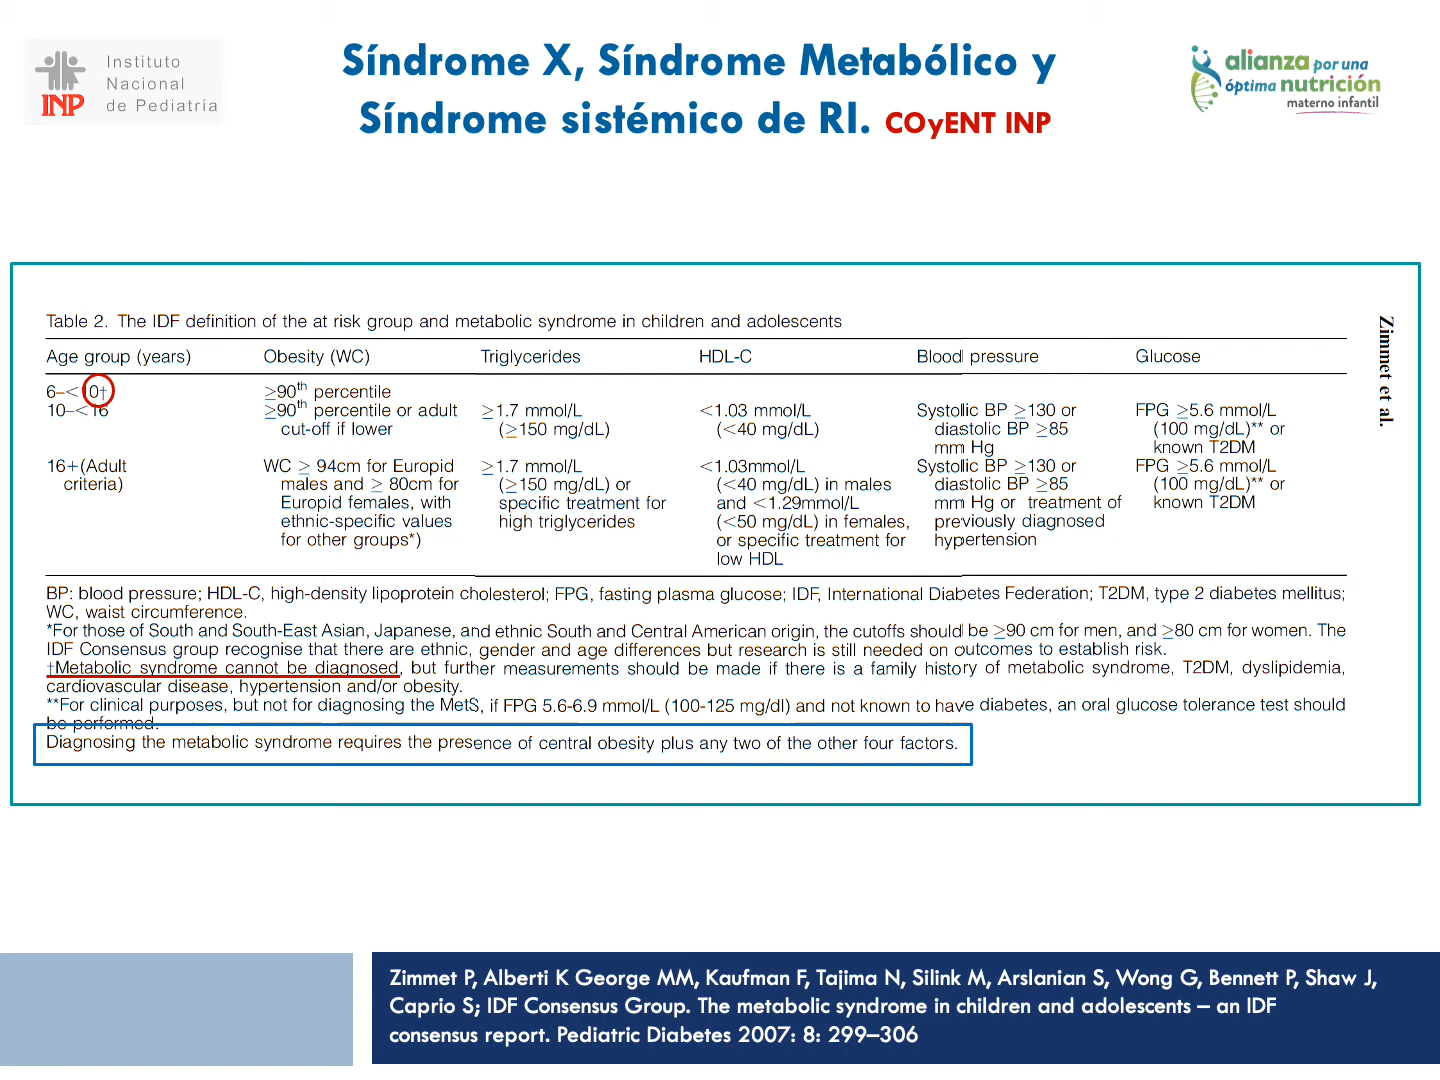 Instituto
Nacional
de Pediatría
INP
Síndrome X, Síndrome Metabólico y
Síndrome sistémico de RI. COyENT INP
alianza por una
óptima nutrición
materno infantil
Table 2. The IDF definition of the at risk group and metabolic syndrome in children and adolescents
Age group (years) Obesity (WC) Triglycerides HDL-C Blood pressure Glucose
6–<10† ≥90th percentile
10–<16 ≥90th percentile or adult ≥1.7 mmol/L <1.03 mmol/L Systolic BP ≥130 or FPG ≥5.6 mmol/L
cut-off if lower (≥150 mg/dL) (<40 mg/dL) diastolic BP ≥85 (100 mg/dL)** or
mm Hg known T2DM
16+(Adult WC ≥ 94cm for Europid ≥1.7 mmol/L <1.03mmol/L Systolic BP ≥130 or FPG ≥5.6 mmol/L
criteria) males and ≥ 80cm for (≥150 mg/dL) or (<40 mg/dL) in males diastolic BP ≥85 (100 mg/dL)** or
Europid females, with specific treatment for and <1.29mmol/L mm Hg or treatment of known T2DM
ethnic-specific values high triglycerides (<50 mg/dL) in females, previously diagnosed
for other groups*) or specific treatment for hypertension
low HDL
BP: blood pressure; HDL-C, high-density lipoprotein cholesterol; FPG, fasting plasma glucose; IDF, International Diabetes Federation; T2DM, type 2 diabetes mellitus;
WC, waist circumference.
*For those of South and South-East Asian, Japanese, and ethnic South and Central American origin, the cutoffs should be ≥90 cm for men, and ≥80 cm for women. The
IDF Consensus group recognise that there are ethnic, gender and age differences but research is still needed on outcomes to establish risk.
†Metabolic syndrome cannot be diagnosed, but further measurements should be made if there is a family history of metabolic syndrome, T2DM, dyslipidemia,
cardiovascular disease, hypertension and/or obesity.
**For clinical purposes, but not for diagnosing the MetS, if FPG 5.6-6.9 mmol/L (100-125 mg/dl) and not known to have diabetes, an oral glucose tolerance test should
be performed.
Diagnosing the metabolic syndrome requires the presence of central obesity plus any two of the other four factors.
Zimmet et al.
Zimmet P, Alberti K George MM, Kaufman F, Tajima N, Silink M, Arslanian S, Wong G, Bennett P, Shaw J,
Caprio S; IDF Consensus Group. The metabolic syndrome in children and adolescents – an IDF
consensus report. Pediatric Diabetes 2007: 8: 299–306